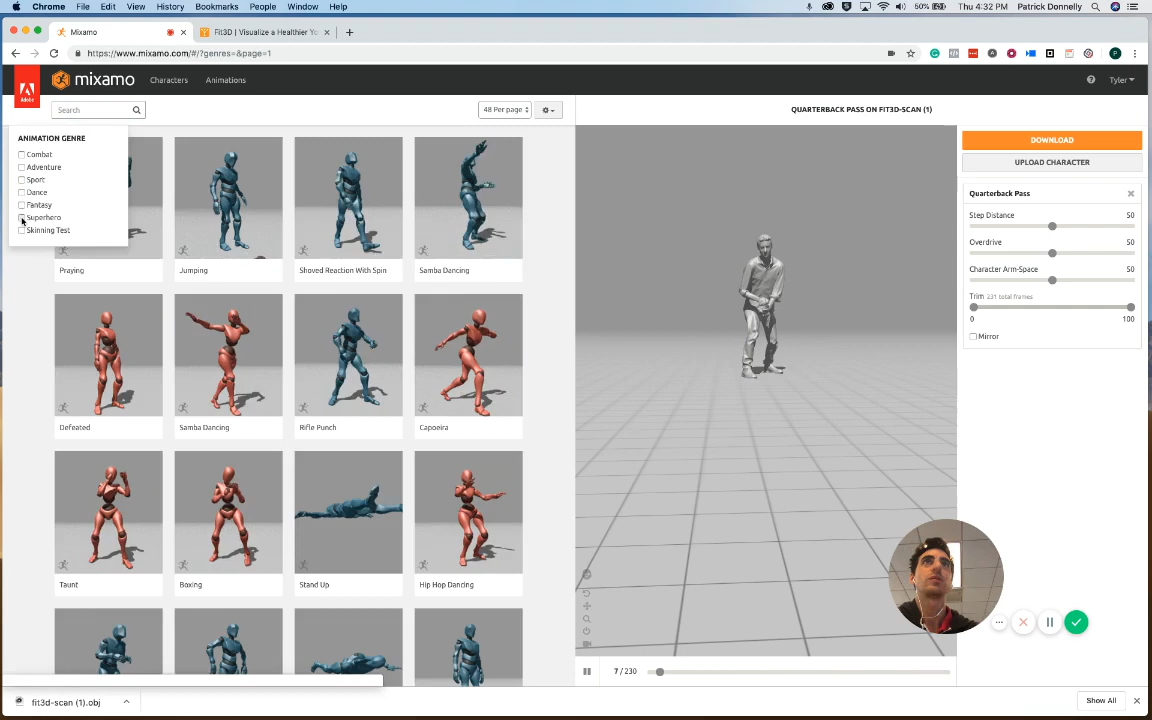 Chrome File Edit View History Bookmarks People Window Help 50% Thu 4:32 PM Patrick Donnelly
Mixamo Fit3D | Visualize a Healthier Yo
https://www.mixamo.com/#/?genres=&page=1 P
Adobe mixamo Characters Animations Tyler
Search 48 Per page QUARTERBACK PASS ON FIT3D-SCAN (1)
ANIMATION GENRE
Combat
Adventure
Sport
Dance
Fantasy
Superhero
Skinning Test
Praying Jumping Shoved Reaction With Spin Samba Dancing
Defeated Samba Dancing Rifle Punch Capoeira
Taunt Boxing Stand Up Hip Hop Dancing
DOWNLOAD
UPLOAD CHARACTER
Quarterback Pass
Step Distance 50
Overdrive 50
Character Arm-Space 50
Trim 231 total frames
0 100
Mirror
7 / 230
fit3d-scan (1).obj Show All